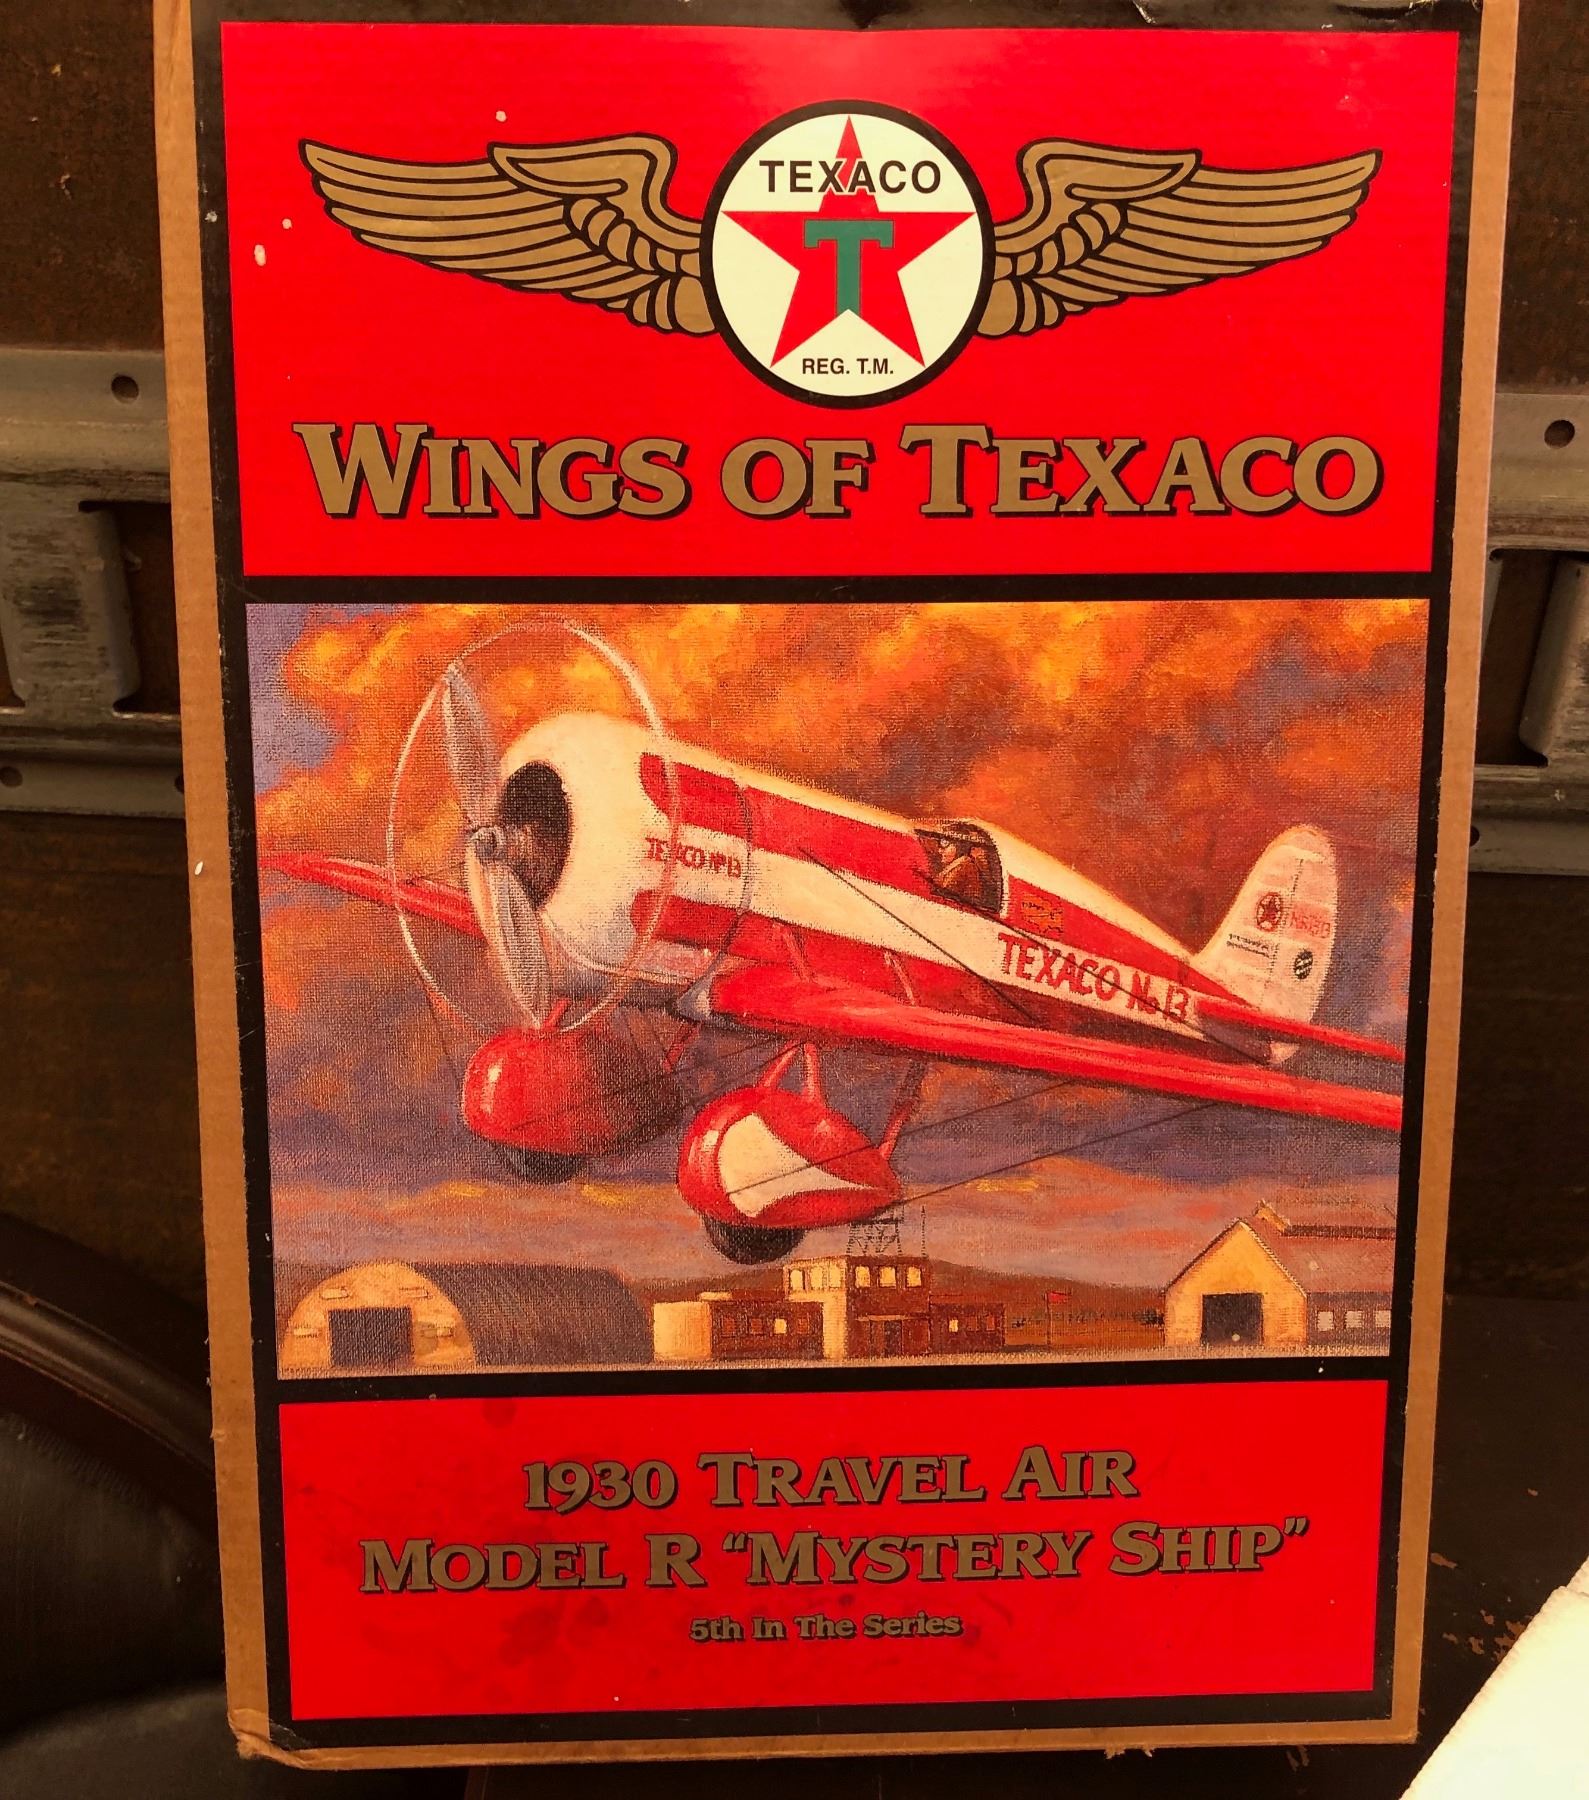 TEXACO
T
REG. T.M.
WINGS OF TEXACO
TEXACO Nº 13
TEXACO No 13
1930 TRAVEL AIR
MODEL R “MYSTERY SHIP”
5th In The Series